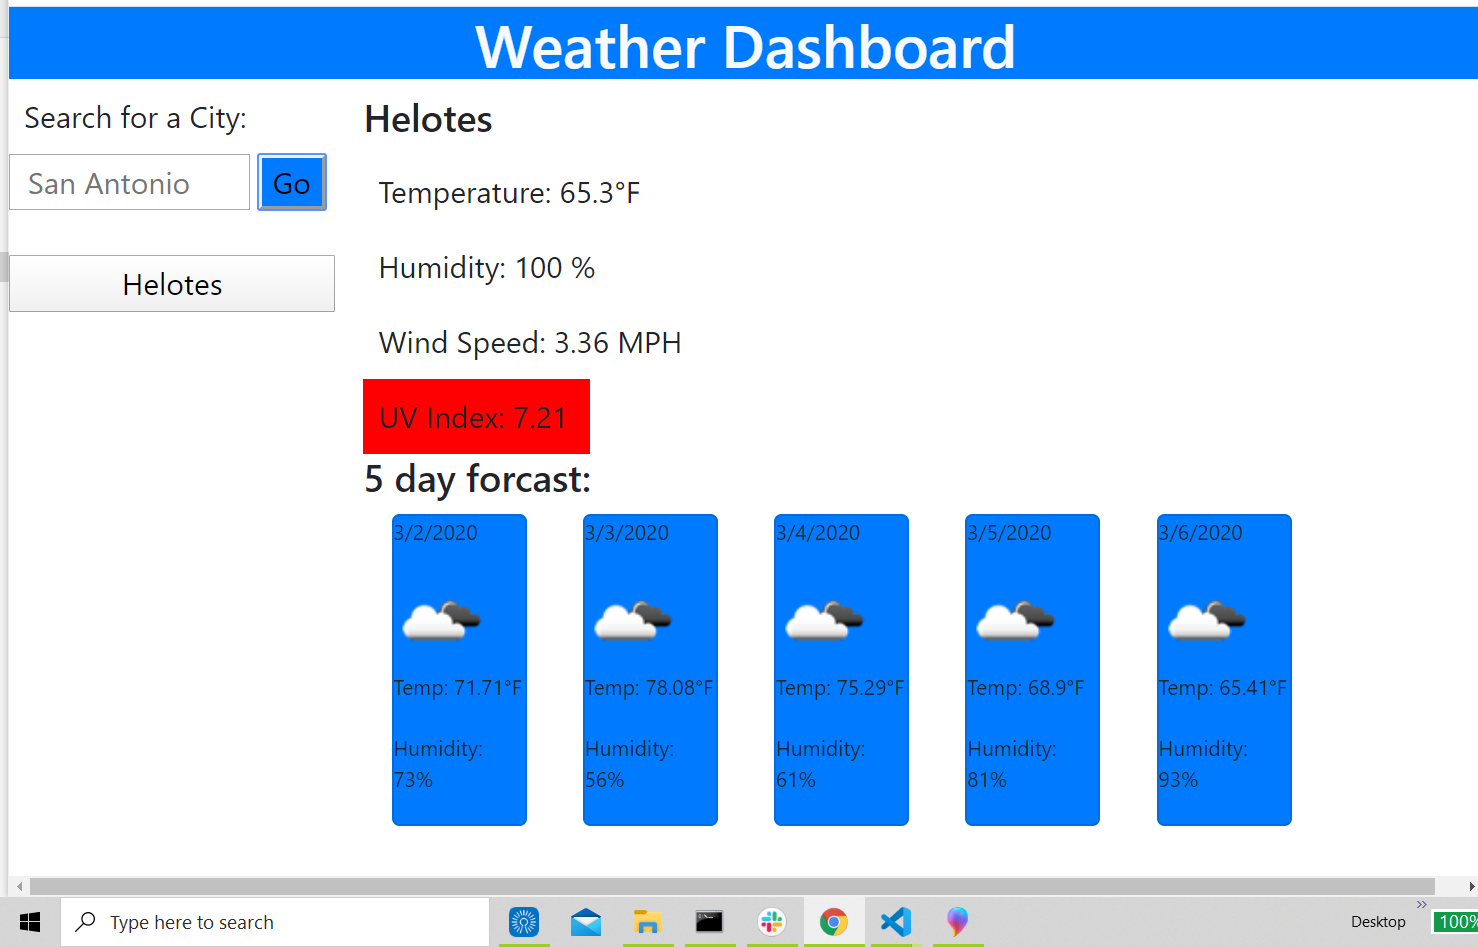 Weather Dashboard
Search for a City:
San Antonio
Go
Helotes
Helotes
Temperature: 65.3°F
Humidity: 100 %
Wind Speed: 3.36 MPH
UV Index: 7.21
5 day forcast:
3/2/2020
Temp: 71.71°F
Humidity:
73%
3/3/2020
Temp: 78.08°F
Humidity:
56%
3/4/2020
Temp: 75.29°F
Humidity:
61%
3/5/2020
Temp: 68.9°F
Humidity:
81%
3/6/2020
Temp: 65.41°F
Humidity:
93%
Type here to search
Desktop
»
100%